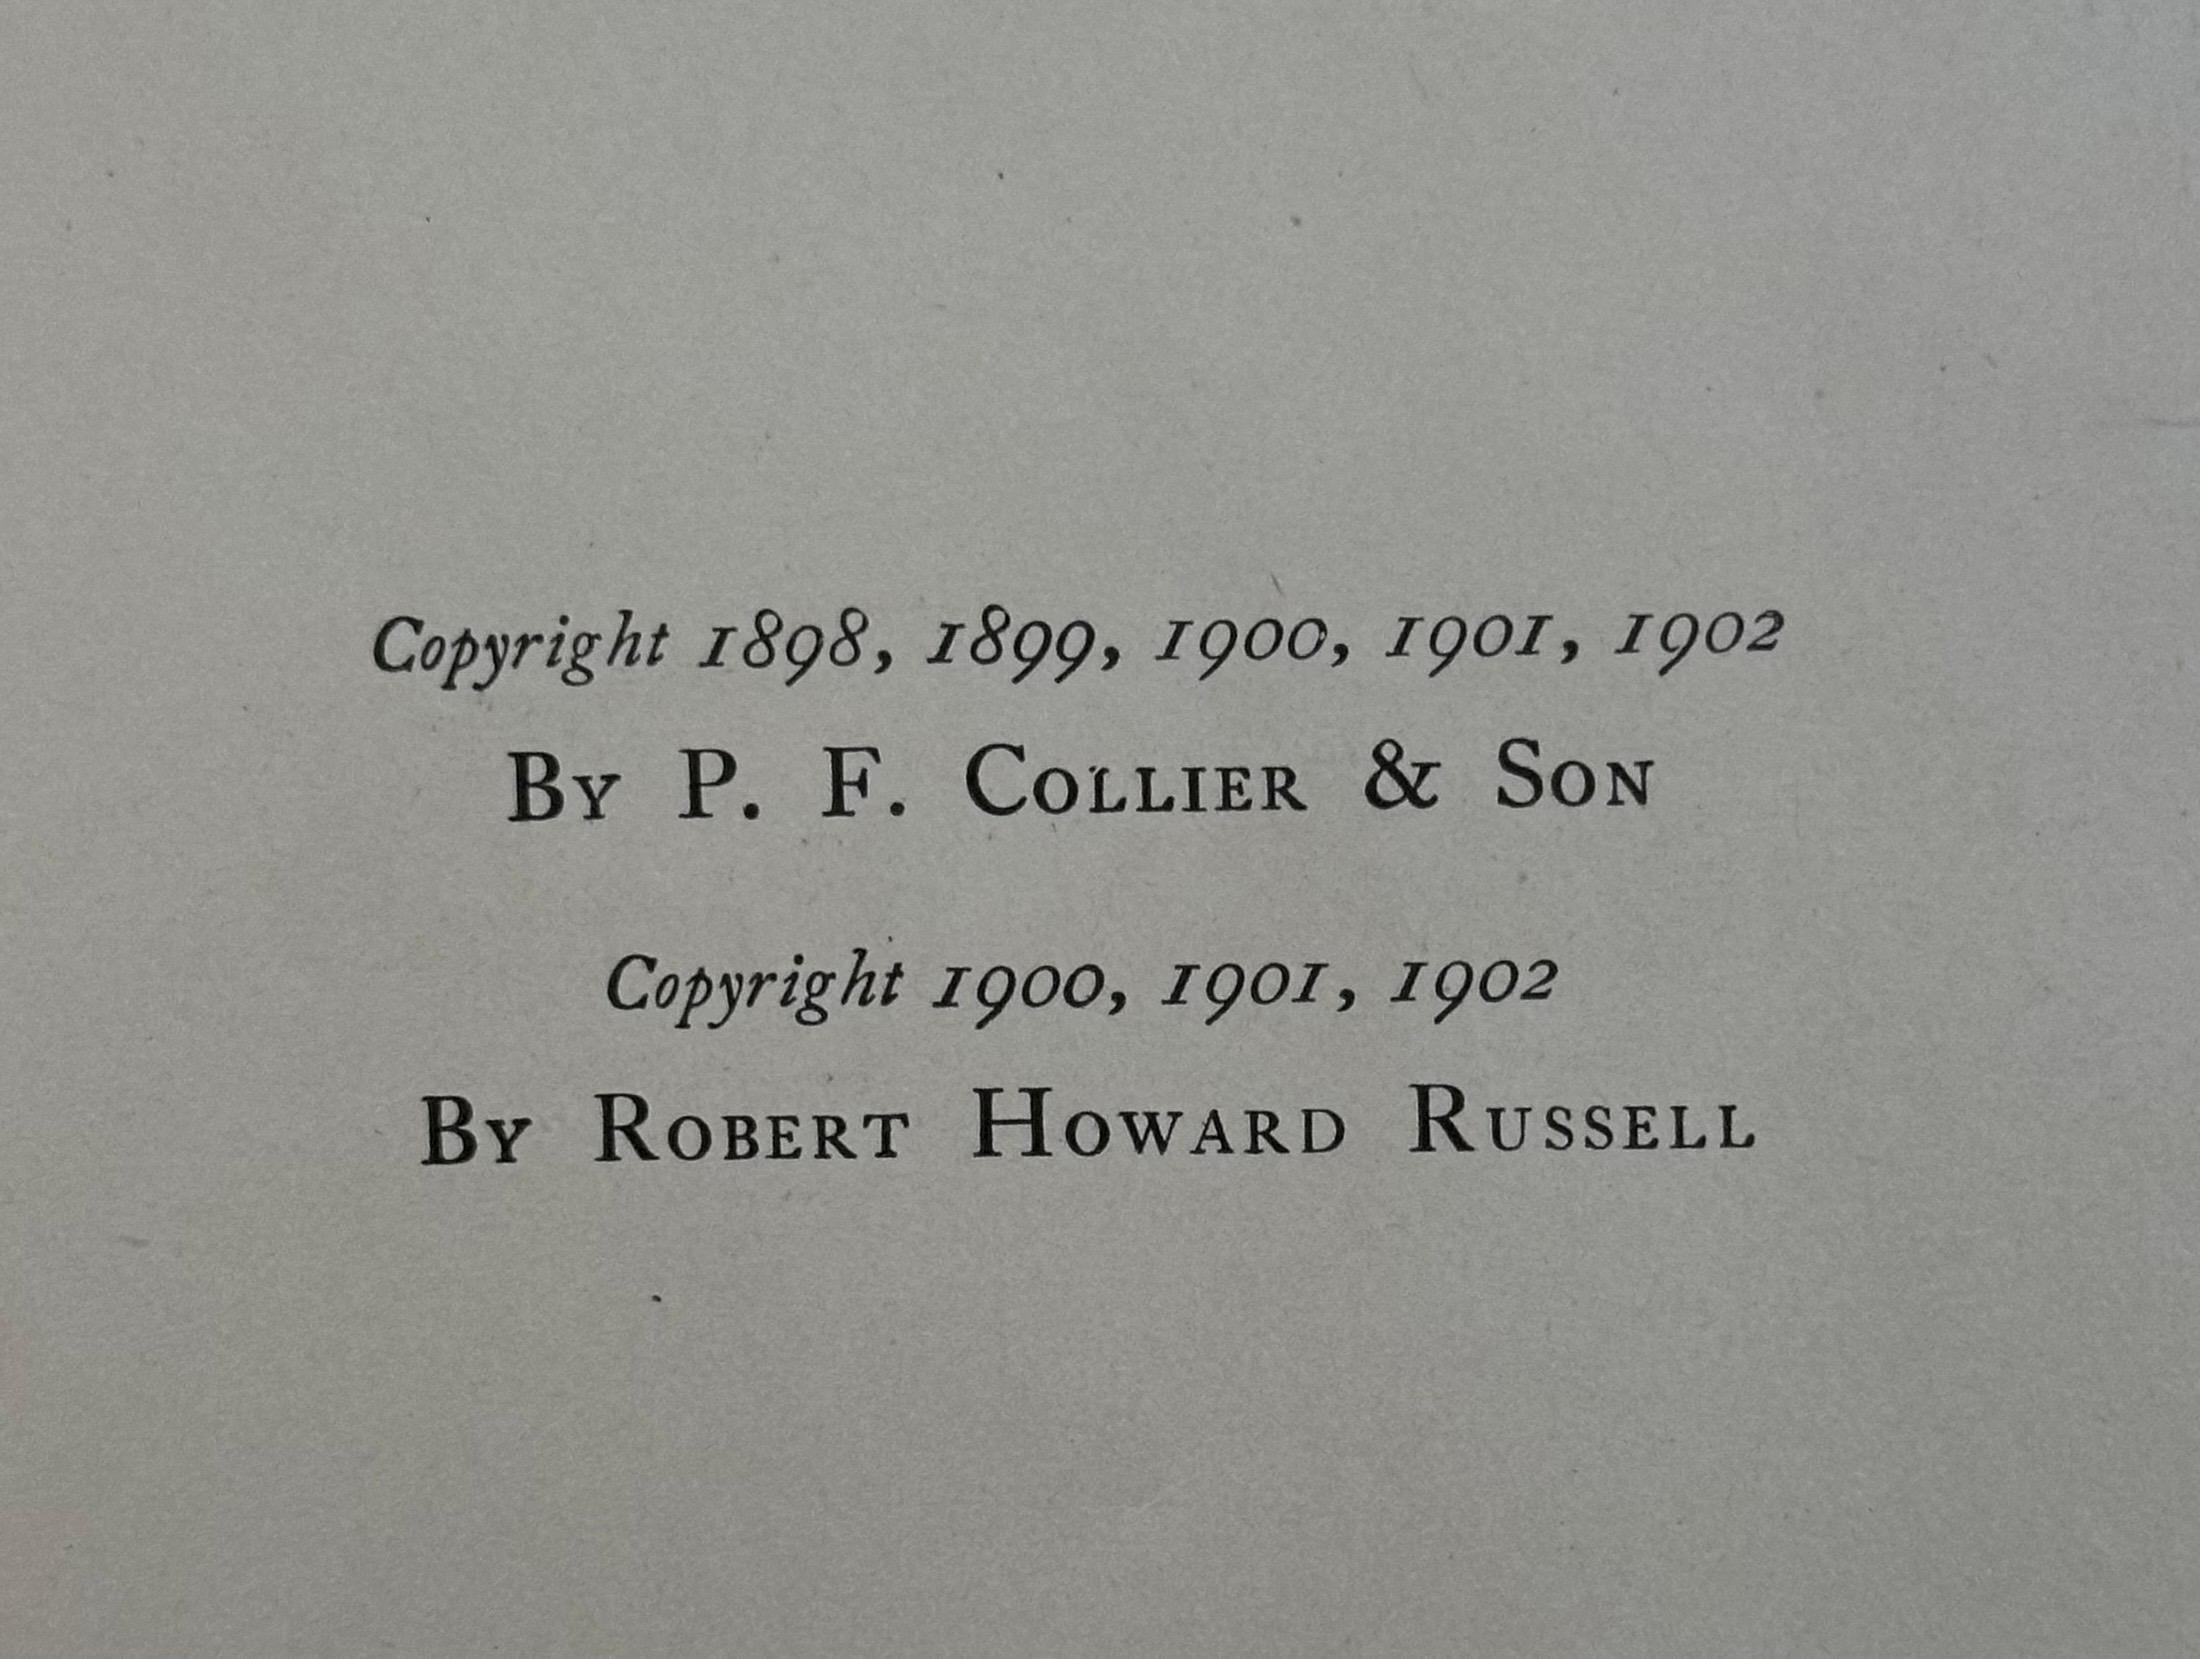 Copyright 1898, 1899, 1900, 1901, 1902
By P. F. Collier & Son
Copyright 1900, 1901, 1902
By Robert Howard Russell